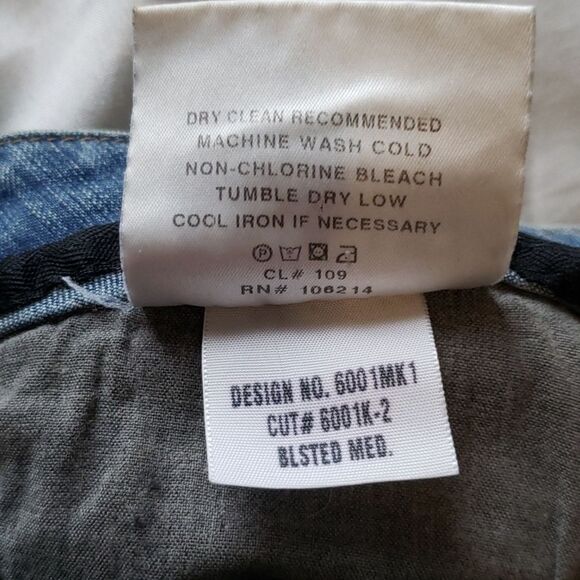 DRY CLEAN RECOMMENDED
MACHINE WASH COLD
NON-CHLORINE BLEACH
TUMBLE DRY LOW
COOL IRON IF NECESSARY
CL# 109
RN# 106214
DESIGN NO. 6001MK1
CUT# 6001K-2
BLSTED MED.